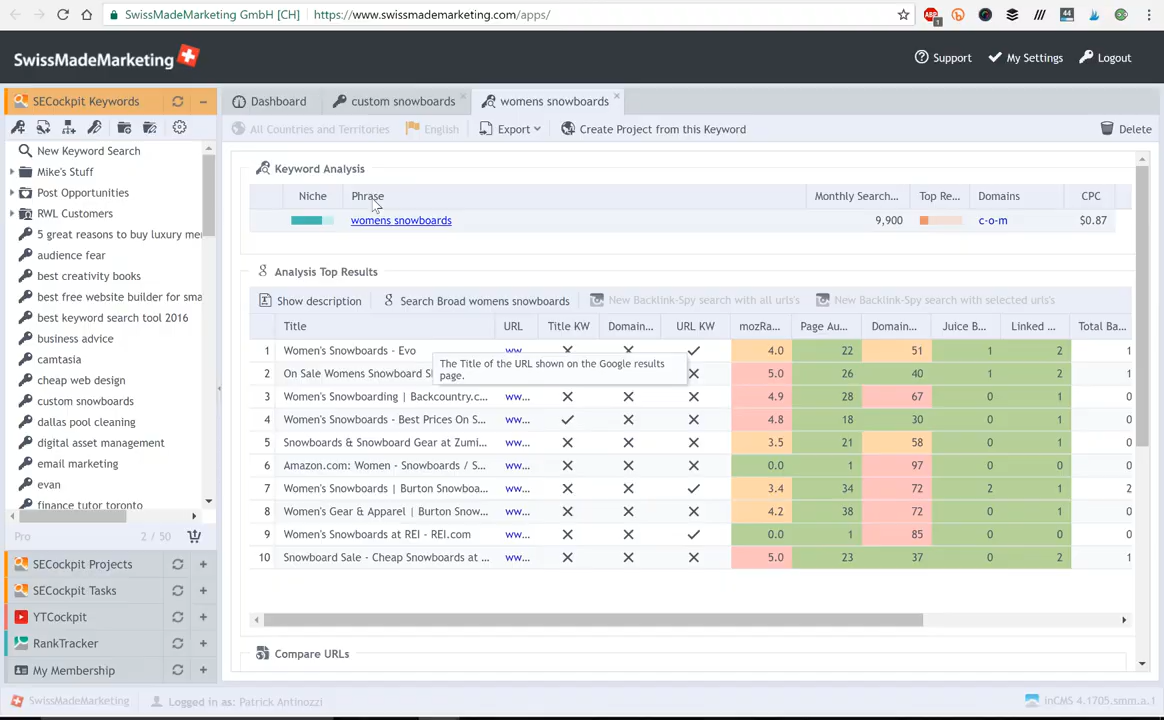 SwissMadeMarketing GmbH [CH] https://www.swissmademarketing.com/apps/
ABP 1 44
SwissMadeMarketing
Support My Settings Logout
SECockpit Keywords
Dashboard custom snowboards womens snowboards
All Countries and Territories English Export Create Project from this Keyword Delete
New Keyword Search
Mike's Stuff
Post Opportunities
RWL Customers
5 great reasons to buy luxury me
audience fear
best creativity books
best free website builder for sma
best keyword search tool 2016
business advice
camtasia
cheap web design
custom snowboards
dallas pool cleaning
digital asset management
email marketing
evan
finance tutor toronto
Pro 2 / 50
SECockpit Projects
SECockpit Tasks
YTCockpit
RankTracker
My Membership
Keyword Analysis
Niche Phrase Monthly Search... Top Re... Domains CPC
womens snowboards 9,900 c-o-m $0.87
Analysis Top Results
Show description Search Broad womens snowboards New Backlink-Spy search with all url's New Backlink-Spy search with selected url's
Title URL Title KW Domain... URL KW mozRa... Page Au... Domain... Juice B... Linked ... Total Ba...
1 Women's Snowboards - Evo ww... 4.0 22 51 1 2 1
The Title of the URL shown on the Google results
page.
2 On Sale Womens Snowboard S 5.0 26 40 1 2
3 Women's Snowboarding | Backcountry.c... ww... 4.9 28 67 0 1
4 Women's Snowboards - Best Prices On S... ww... 4.8 18 30 0 1
5 Snowboards & Snowboard Gear at Zumi... ww... 3.5 21 58 0 1
6 Amazon.com: Women - Snowboards / S... ww... 0.0 1 97 0 0
7 Women's Snowboards | Burton Snowboa... ww... 3.4 34 72 2 1 2
8 Women's Gear & Apparel | Burton Snow... ww... 4.2 38 72 0 1
9 Women's Snowboards at REI - REI.com ww... 0.0 1 85 0 0
10 Snowboard Sale - Cheap Snowboards at ... ww... 5.0 23 37 0 2 1
Compare URLs
SwissMadeMarketing Logged in as: Patrick Antinozzi inCMS 4.1705.smm.a.1